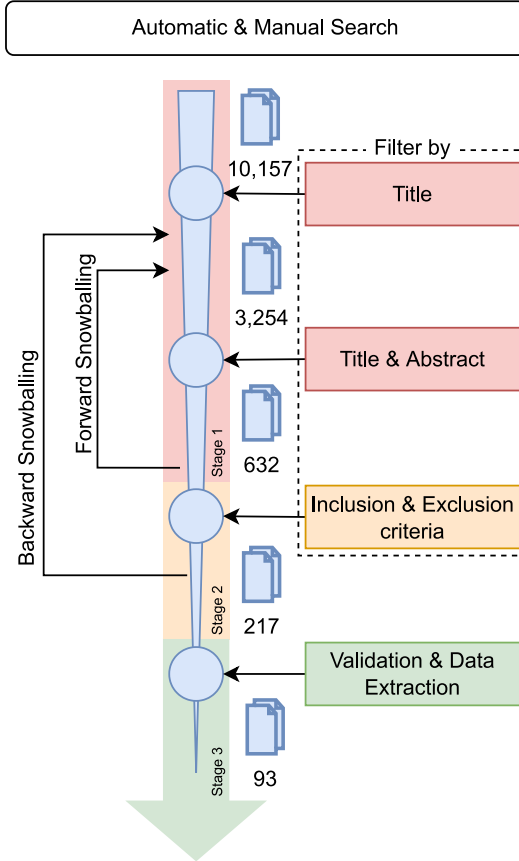 Automatic & Manual Search
Filter by
10,157
Title
3,254
Title & Abstract
Backward Snowballing
Forward Snowballing
Stage 1
632
Inclusion & Exclusion
criteria
Stage 2
217
Validation & Data
Extraction
Stage 3
93